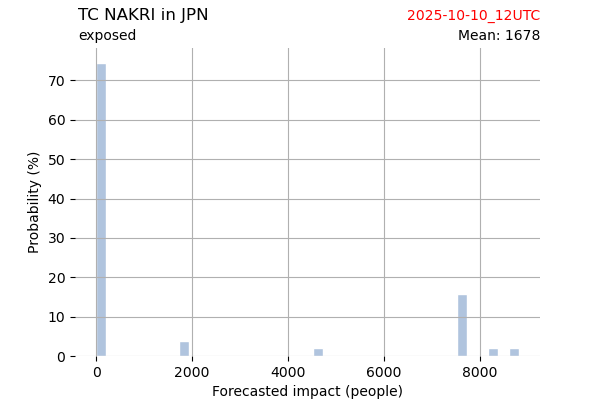 TC NAKRI in JPN
2025-10-10_12UTC
exposed
Mean: 1678
70
60
50
40
30
20
10
0
Probability (%)
0 2000 4000 6000 8000
Forecasted impact (people)